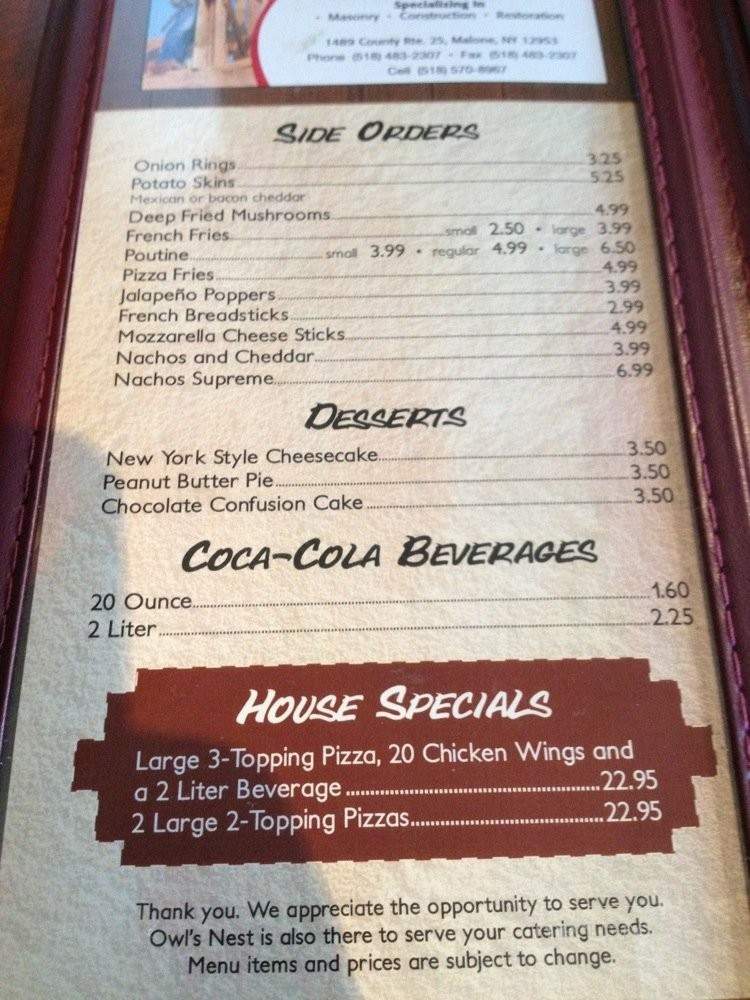 Specializing in
- Masonry - Construction - Restoration
1489 County Rte. 25, Malone, NY 12953
Phone (518) 483-2307 • Fax (518) 483-2307
Cell (518) 570-8967
SIDE ORDERS
Onion Rings 3.25
Potato Skins 5.25
Mexican or bacon cheddar
Deep Fried Mushrooms 4.99
French Fries small 2.50 • large 3.99
Poutine small 3.99 • regular 4.99 • large 6.50
Pizza Fries 4.99
Jalapeño Poppers 3.99
French Breadsticks 2.99
Mozzarella Cheese Sticks 4.99
Nachos and Cheddar 3.99
Nachos Supreme 6.99
DESSERTS
New York Style Cheesecake 3.50
Peanut Butter Pie 3.50
Chocolate Confusion Cake 3.50
COCA-COLA BEVERAGES
20 Ounce 1.60
2 Liter 2.25
HOUSE SPECIALS
Large 3-Topping Pizza, 20 Chicken Wings and
a 2 Liter Beverage 22.95
2 Large 2-Topping Pizzas 22.95
Thank you. We appreciate the opportunity to serve you.
Owl's Nest is also there to serve your catering needs.
Menu items and prices are subject to change.